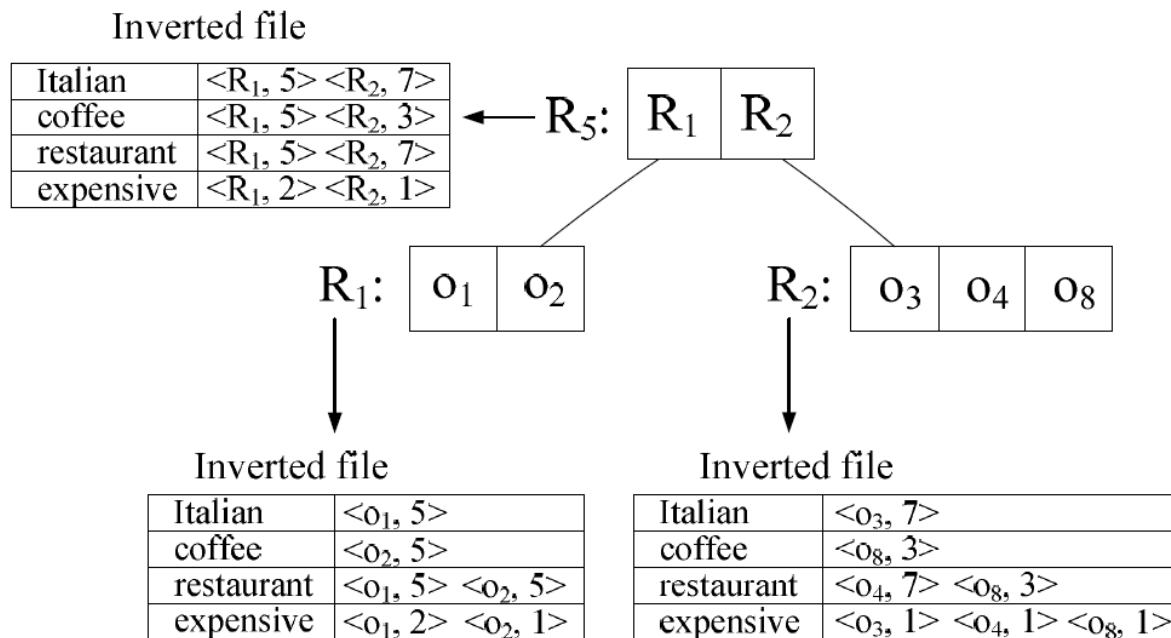 Inverted file
Italian <R₁, 5> <R₂, 7>
coffee <R₁, 5> <R₂, 3>
restaurant <R₁, 5> <R₂, 7>
expensive <R₁, 2> <R₂, 1>
R₅: R₁ R₂
R₁: o₁ o₂
R₂: o₃ o₄ o₈
Inverted file
Italian <o₁, 5>
coffee <o₂, 5>
restaurant <o₁, 5> <o₂, 5>
expensive <o₁, 2> <o₂, 1>
Inverted file
Italian <o₃, 7>
coffee <o₈, 3>
restaurant <o₄, 7> <o₈, 3>
expensive <o₃, 1> <o₄, 1> <o₈, 1>